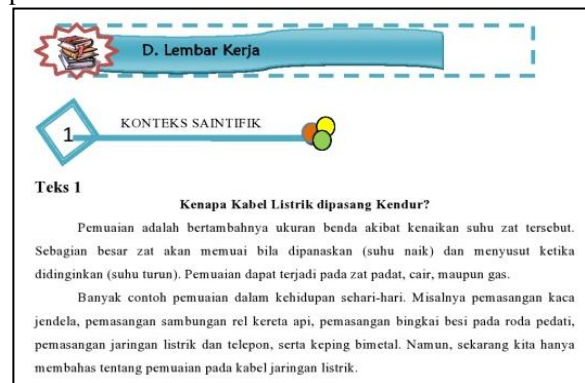 D. Lembar Kerja
1
KONTEKS SAINTIFIK
Teks 1
Kenapa Kabel Listrik dipasang Kendur?
Pemuaian adalah bertambahnya ukuran benda akibat kenaikan suhu zat tersebut.
Sebagian besar zat akan memuai bila dipanaskan (suhu naik) dan menyusut ketika
didinginkan (suhu turun). Pemuaian dapat terjadi pada zat padat, cair, maupun gas.
Banyak contoh pemuaian dalam kehidupan sehari-hari. Misalnya pemasangan kaca
jendela, pemasangan sambungan rel kereta api, pemasangan bingkai besi pada roda pedati,
pemasangan jaringan listrik dan telepon, serta keping bimetal. Namun, sekarang kita hanya
membahas tentang pemuaian pada kabel jaringan listrik.